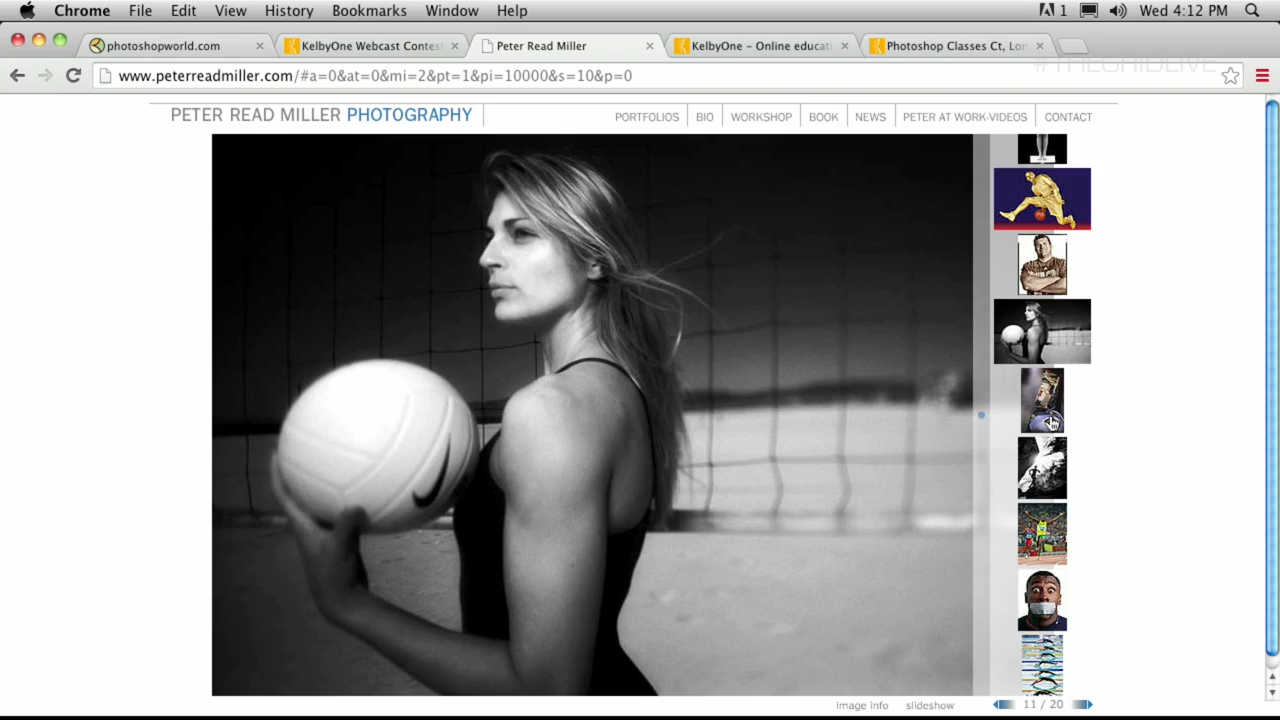 Chrome File Edit View History Bookmarks Window Help 1 Wed 4:12 PM
photoshopworld.com KelbyOne Webcast Contest Peter Read Miller KelbyOne – Online educati Photoshop Classes Ct, Lon
www.peterreadmiller.com/#a=0&at=0&mi=2&pt=1&pi=10000&s=10&p=0
#THEGRIDLIVE
PETER READ MILLER PHOTOGRAPHY PORTFOLIOS BIO WORKSHOP BOOK NEWS PETER AT WORK-VIDEOS CONTACT
image info slideshow 11 / 20